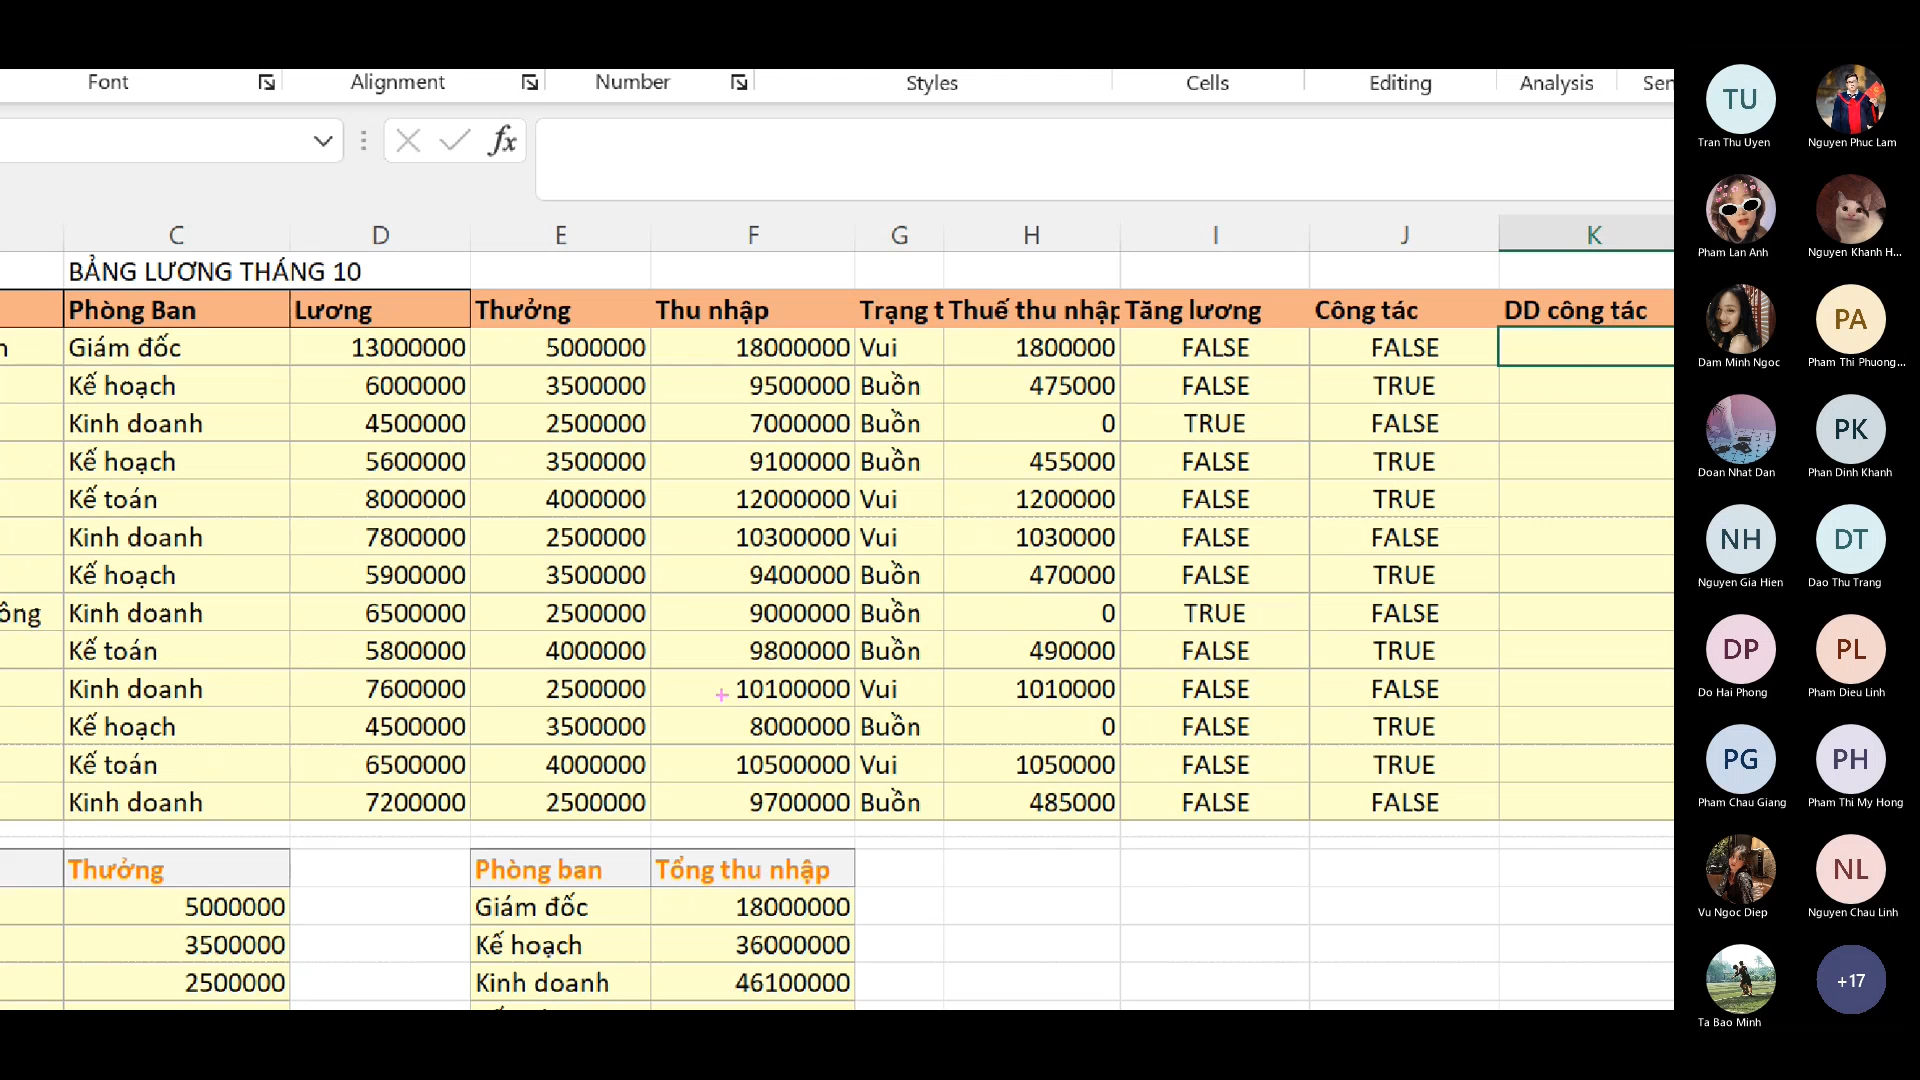 Font Alignment Number Styles Cells Editing Analysis
fx
C D E F G H I J K
BẢNG LƯƠNG THÁNG 10
Phòng Ban Lương Thưởng Thu nhập Trạng t Thuế thu nhập Tăng lương Công tác DD công tác
Giám đốc 13000000 5000000 18000000 Vui 1800000 FALSE FALSE
Kế hoạch 6000000 3500000 9500000 Buồn 475000 FALSE TRUE
Kinh doanh 4500000 2500000 7000000 Buồn 0 TRUE FALSE
Kế hoạch 5600000 3500000 9100000 Buồn 455000 FALSE TRUE
Kế toán 8000000 4000000 12000000 Vui 1200000 FALSE TRUE
Kinh doanh 7800000 2500000 10300000 Vui 1030000 FALSE FALSE
Kế hoạch 5900000 3500000 9400000 Buồn 470000 FALSE TRUE
ông Kinh doanh 6500000 2500000 9000000 Buồn 0 TRUE FALSE
Kế toán 5800000 4000000 9800000 Buồn 490000 FALSE TRUE
Kinh doanh 7600000 2500000 10100000 Vui 1010000 FALSE FALSE
Kế hoạch 4500000 3500000 8000000 Buồn 0 FALSE TRUE
Kế toán 6500000 4000000 10500000 Vui 1050000 FALSE TRUE
Kinh doanh 7200000 2500000 9700000 Buồn 485000 FALSE FALSE
Thưởng Phòng ban Tổng thu nhập
5000000 Giám đốc 18000000
3500000 Kế hoạch 36000000
2500000 Kinh doanh 46100000
TU
Tran Thu Uyen Nguyen Phuc Lam
Pham Lan Anh Nguyen Khanh H...
PA
Dam Minh Ngoc Pham Thi Phuong...
PK
Doan Nhat Dan Phan Dinh Khanh
NH DT
Nguyen Gia Hien Dao Thu Trang
DP PL
Do Hai Phong Pham Dieu Linh
PG PH
Pham Chau Giang Pham Thi My Hong
NL
Vu Ngoc Diep Nguyen Chau Linh
+17
Ta Bao Minh